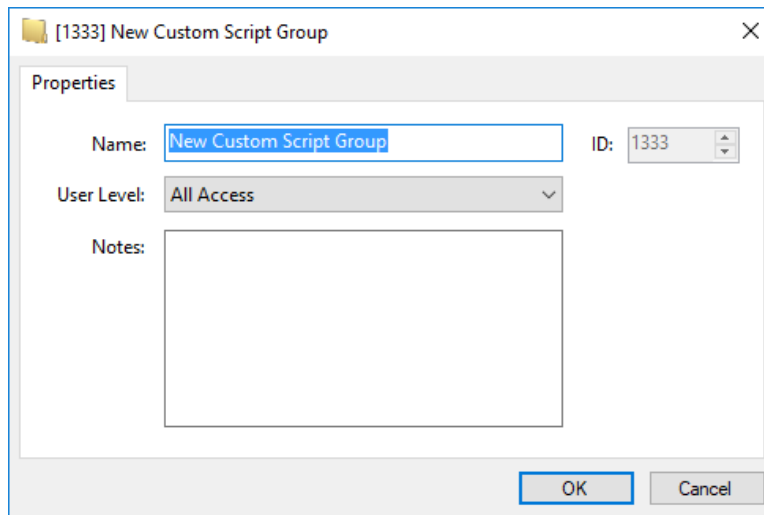 [1333] New Custom Script Group
Properties
Name: New Custom Script Group ID: 1333
User Level: All Access
Notes:
OK Cancel